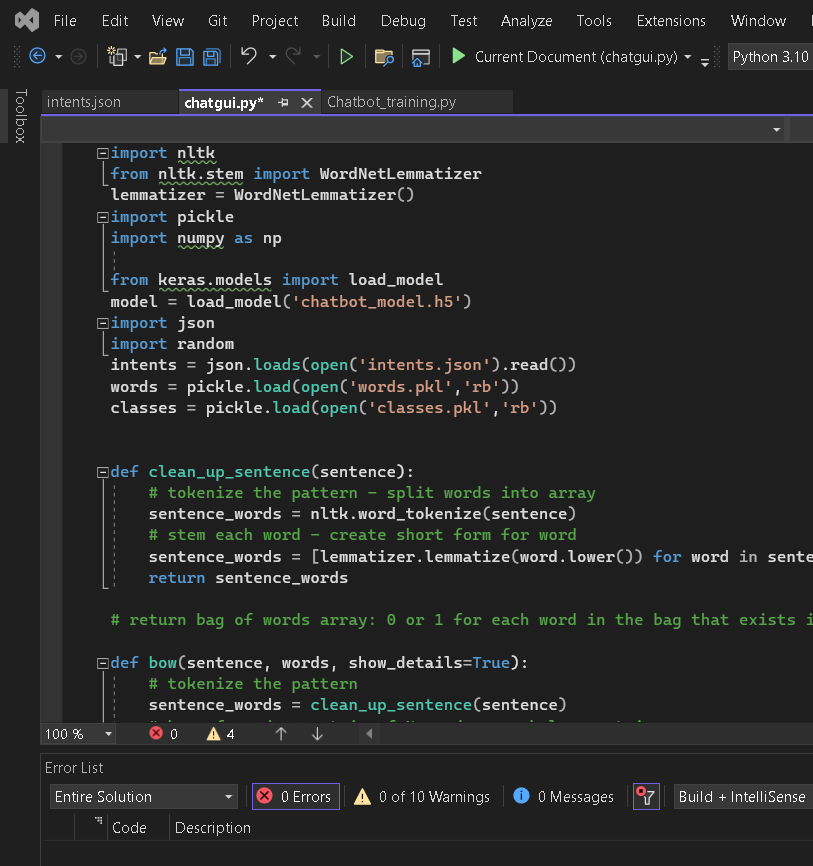 File Edit View Git Project Build Debug Test Analyze Tools Extensions Window
Current Document (chatgui.py) Python 3.10
Toolbox
intents.json chatgui.py* Chatbot_training.py
import nltk
from nltk.stem import WordNetLemmatizer
lemmatizer = WordNetLemmatizer()
import pickle
import numpy as np
from keras.models import load_model
model = load_model('chatbot_model.h5')
import json
import random
intents = json.loads(open('intents.json').read())
words = pickle.load(open('words.pkl','rb'))
classes = pickle.load(open('classes.pkl','rb'))
def clean_up_sentence(sentence):
# tokenize the pattern - split words into array
sentence_words = nltk.word_tokenize(sentence)
# stem each word - create short form for word
sentence_words = [lemmatizer.lemmatize(word.lower()) for word in sente
return sentence_words
# return bag of words array: 0 or 1 for each word in the bag that exists i
def bow(sentence, words, show_details=True):
# tokenize the pattern
sentence_words = clean_up_sentence(sentence)
100 % 0 4
Error List
Entire Solution 0 Errors 0 of 10 Warnings 0 Messages Build + IntelliSense
Code Description